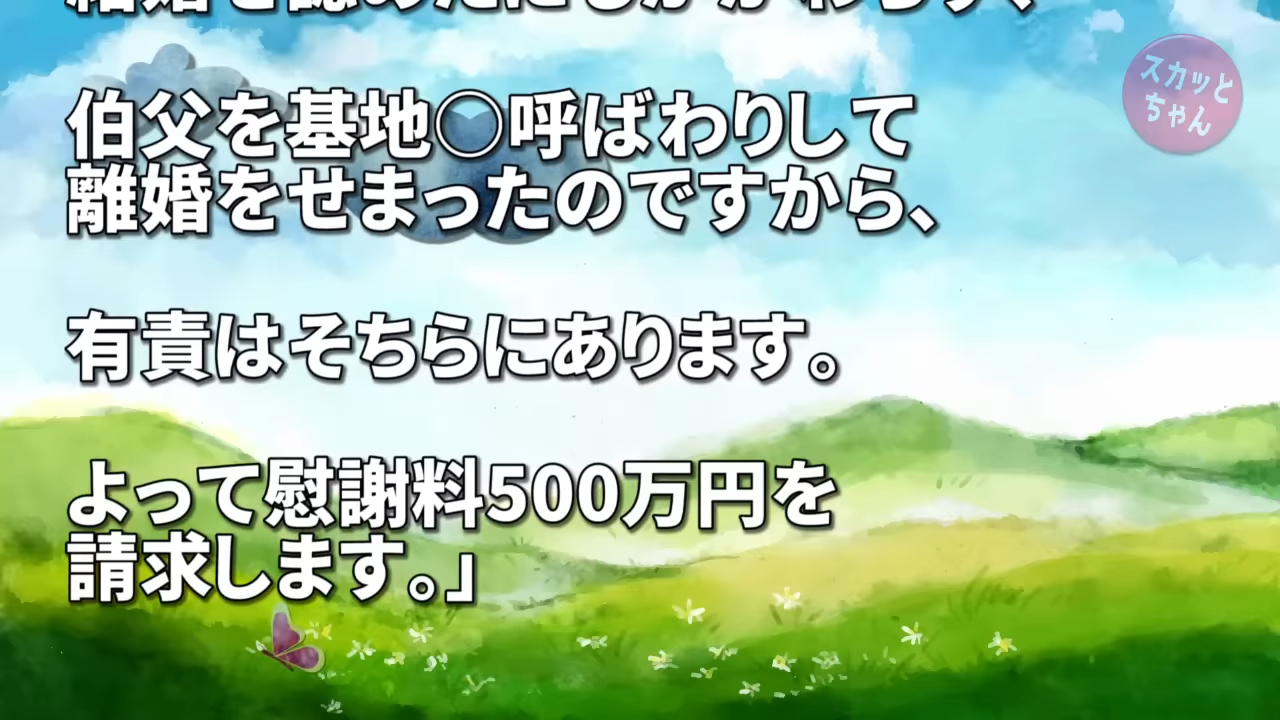 伯父を基地○呼ばわりして
離婚をせまったのですから、
有責はそちらにあります。
よって慰謝料500万円を
請求します。」
スカッと
ちゃん